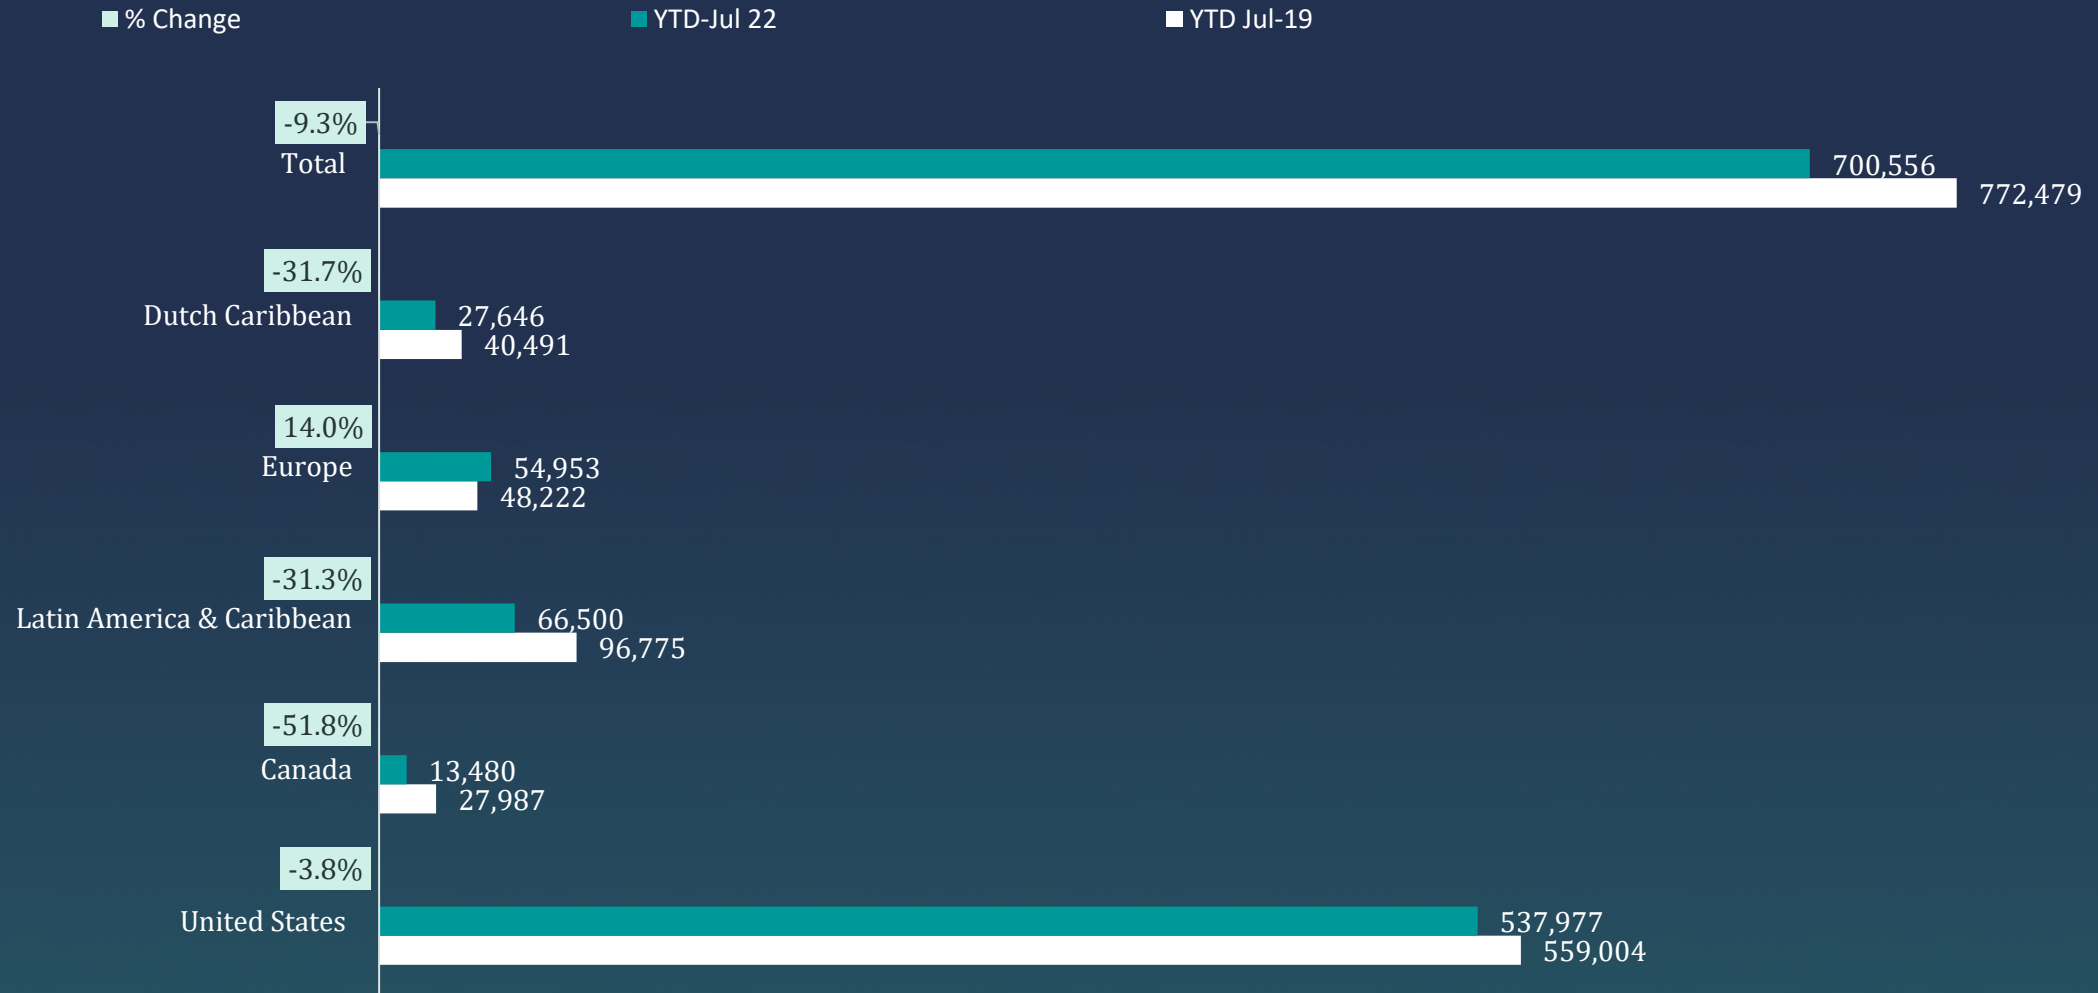 % Change YTD-Jul 22 YTD Jul-19
-9.3%
Total 700,556
772,479
-31.7%
Dutch Caribbean 27,646
40,491
14.0%
Europe 54,953
48,222
-31.3%
Latin America & Caribbean 66,500
96,775
-51.8%
Canada 13,480
27,987
-3.8%
United States 537,977
559,004